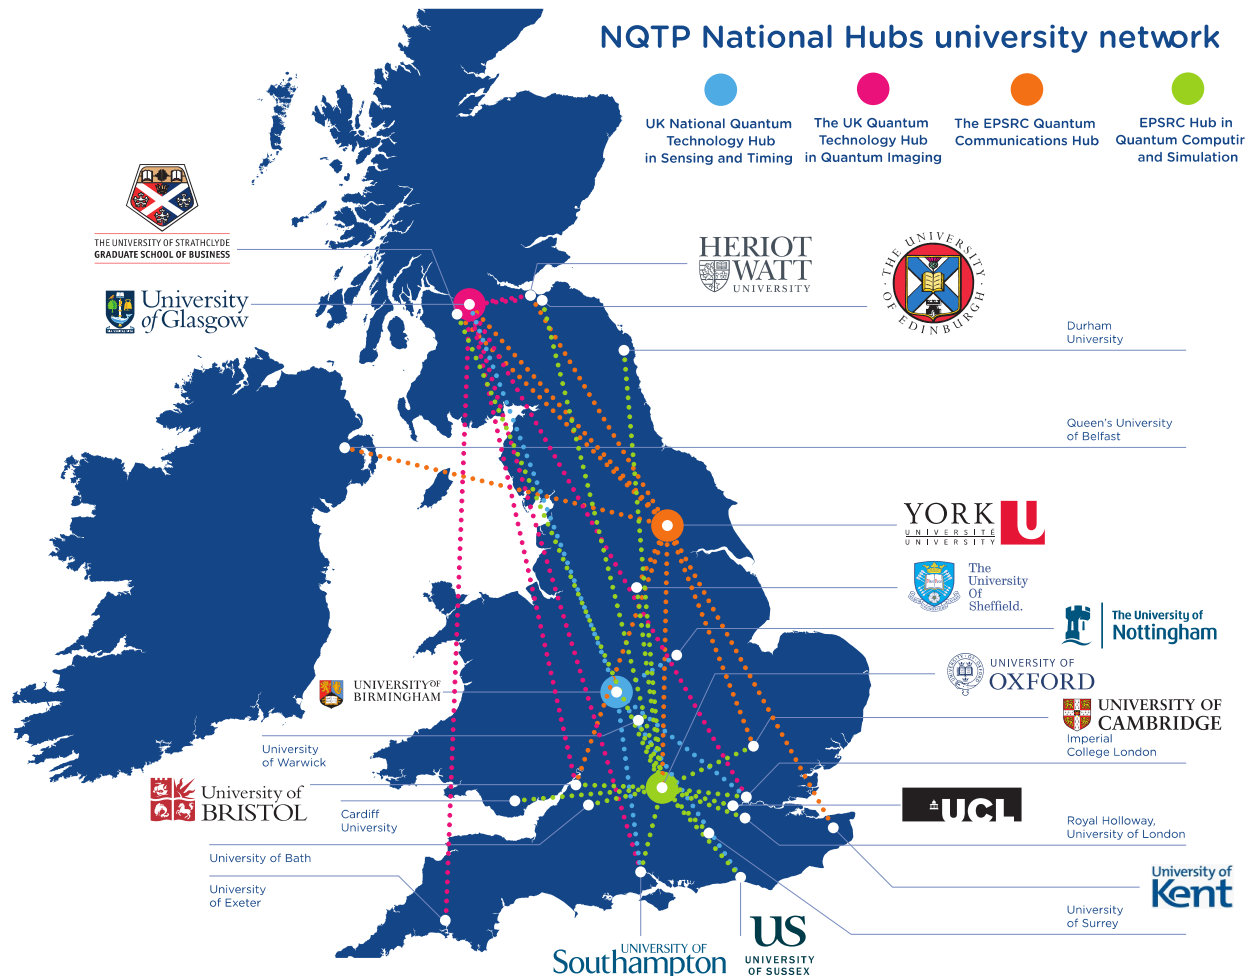 NQTP National Hubs university network
UK National Quantum
Technology Hub
in Sensing and Timing
The UK Quantum
Technology Hub
in Quantum Imaging
The EPSRC Quantum
Communications Hub
EPSRC Hub in
Quantum Computin
and Simulation
THE UNIVERSITY OF STRATHCLYDE
GRADUATE SCHOOL OF BUSINESS
HERIOT
WATT
UNIVERSITY
THE UNIVERSITY OF EDINBURGH
University
of Glasgow
Durham
University
Queen's University
of Belfast
YORK U
UNIVERSITÉ
UNIVERSITY
The
University
Of
Sheffield.
The University of
Nottingham
UNIVERSITY OF
OXFORD
UNIVERSITY OF
BIRMINGHAM
UNIVERSITY OF
CAMBRIDGE
Imperial
College London
University
of Warwick
University of
BRISTOL
Cardiff
University
UCL
Royal Holloway,
University of London
University of Bath
University
of Exeter
University of
Kent
University
of Surrey
UNIVERSITY OF
Southampton
US
UNIVERSITY
OF SUSSEX